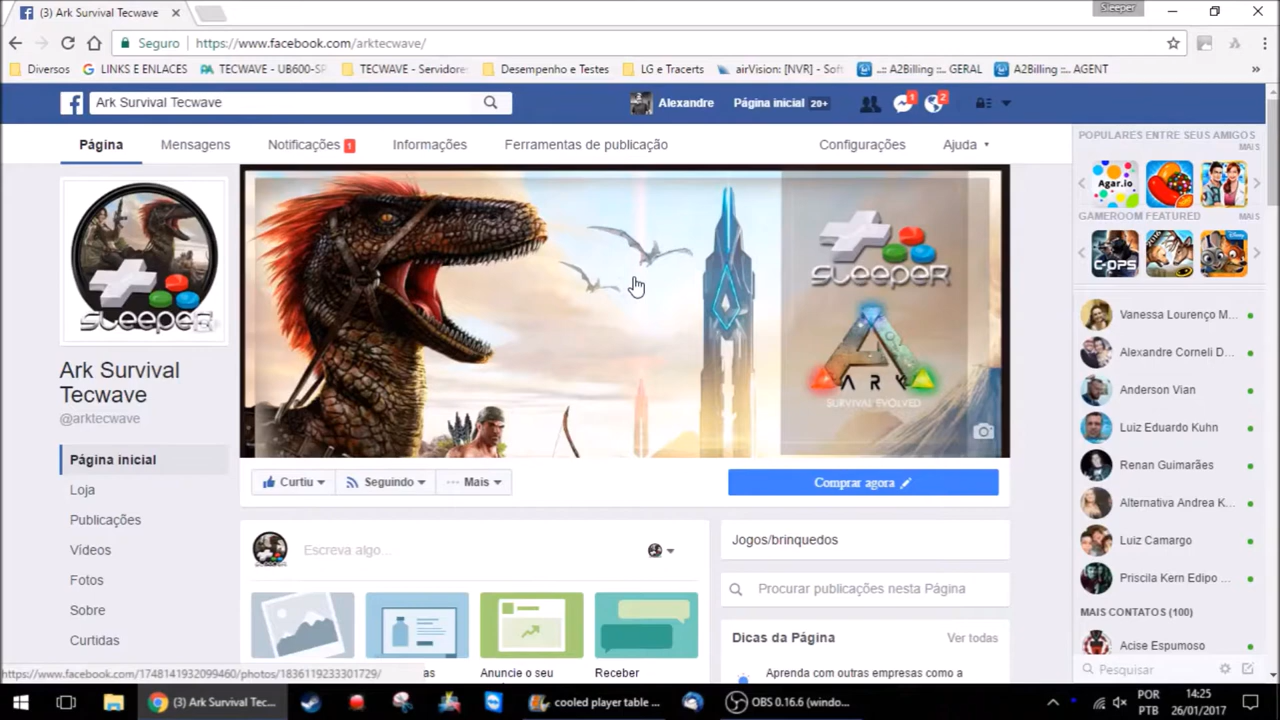 (3) Ark Survival Tecwave
Sleeper
Seguro https://www.facebook.com/arktecwave/
Diversos LINKS E ENLACES TECWAVE - UB600-SP TECWAVE - Servidore Desempenho e Testes LG e Tracerts airVision: [NVR] - Soft ..:: A2Billing ::.. GERAL ..:: A2Billing ::.. AGENT »
Ark Survival Tecwave Alexandre Página inicial 20+ 1 2
Página Mensagens Notificações 1 Informações Ferramentas de publicação Configurações Ajuda
POPULARES ENTRE SEUS AMIGOS
MAIS
Agar.io
GAMEROOM FEATURED MAIS
C-OPS
Disney
SLEEPER
SLEEPER
ARK
SURVIVAL EVOLVED
Ark Survival
Tecwave
@arktecwave
Página inicial
Loja
Publicações
Vídeos
Fotos
Sobre
Curtidas
Curtiu Seguindo ··· Mais Comprar agora
Escreva algo...
Anuncie o seu
Receber
Jogos/brinquedos
Procurar publicações nesta Página
Dicas da Página Ver todas
Aprenda com outras empresas como a
Vanessa Lourenço M...
Alexandre Corneli D...
Anderson Vian
Luiz Eduardo Kuhn
Renan Guimarães
Alternativa Andrea K...
Luiz Camargo
Priscila Kern Edipo ...
MAIS CONTATOS (100)
Acise Espumoso
Pesquisar
https://www.facebook.com/1748141932099460/photos/1836119233301729/
(3) Ark Survival Tec... cooled player table ... OBS 0.16.6 (windo...
POR
PTB
14:25
26/01/2017